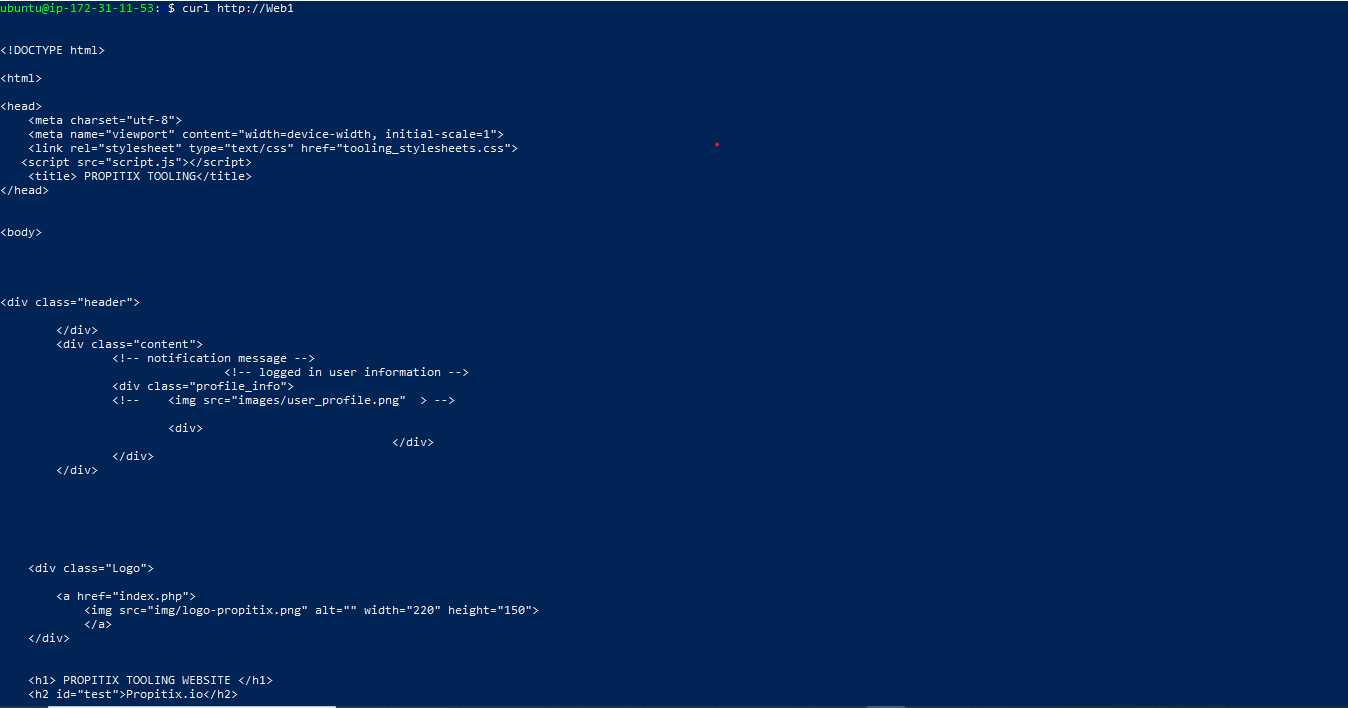 ubuntu@ip-172-31-11-53: $ curl http://Web1
<!DOCTYPE html>
<html>
<head>
    <meta charset="utf-8">
    <meta name="viewport" content="width=device-width, initial-scale=1">
    <link rel="stylesheet" type="text/css" href="tooling_stylesheets.css">
   <script src="script.js"></script>
    <title> PROPITIX TOOLING</title>
</head>
<body>
<div class="header">
        </div>
        <div class="content">
                <!-- notification message -->
                                <!-- logged in user information -->
                <div class="profile_info">
                <!--    <img src="images/user_profile.png"  > -->
                        <div>
                                                        </div>
                </div>
        </div>
    <div class="Logo">
        <a href="index.php">
            <img src="img/logo-propitix.png" alt="" width="220" height="150">
            </a>
    </div>
    <h1> PROPITIX TOOLING WEBSITE </h1>
    <h2 id="test">Propitix.io</h2>